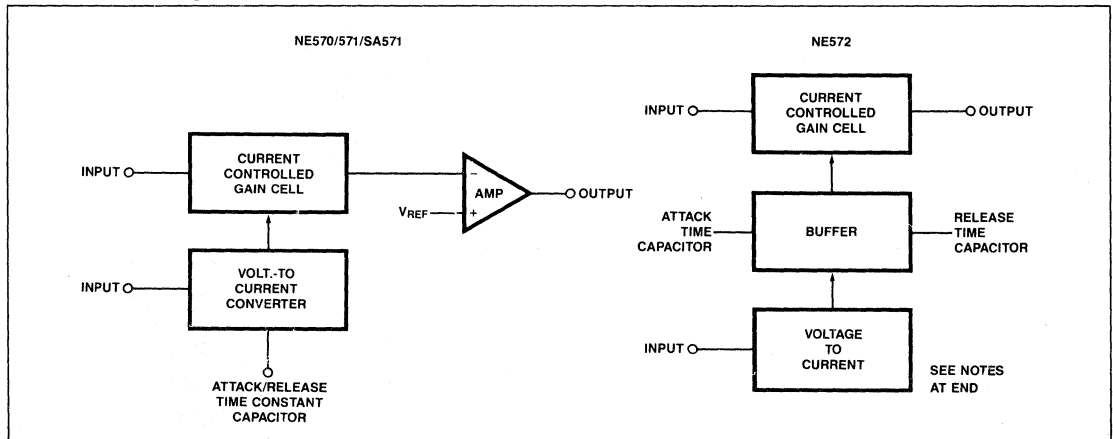 NE570/571/SA571
INPUT
CURRENT
CONTROLLED
GAIN CELL
−
AMP
VREF
+
OUTPUT
INPUT
VOLT.-TO
CURRENT
CONVERTER
ATTACK/RELEASE
TIME CONSTANT
CAPACITOR
NE572
INPUT
CURRENT
CONTROLLED
GAIN CELL
OUTPUT
ATTACK
TIME
CAPACITOR
BUFFER
RELEASE
TIME
CAPACITOR
INPUT
VOLTAGE
TO
CURRENT
SEE NOTES
AT END